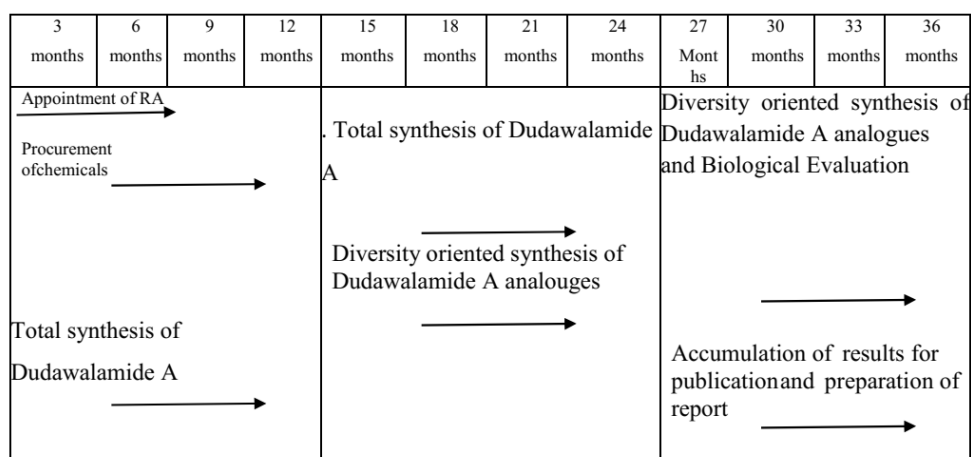 3 6 9 12 15 18 21 24 27 30 33 36
months months months months months months months months Mont months months months
hs
Appointment of RA
Procurement
ofchemicals
Total synthesis of
Dudawalamide A
. Total synthesis of Dudawalamide
A
Diversity oriented synthesis of
Dudawalamide A analouges
Diversity oriented synthesis of
Dudawalamide A analogues
and Biological Evaluation
Accumulation of results for
publicationand preparation of
report